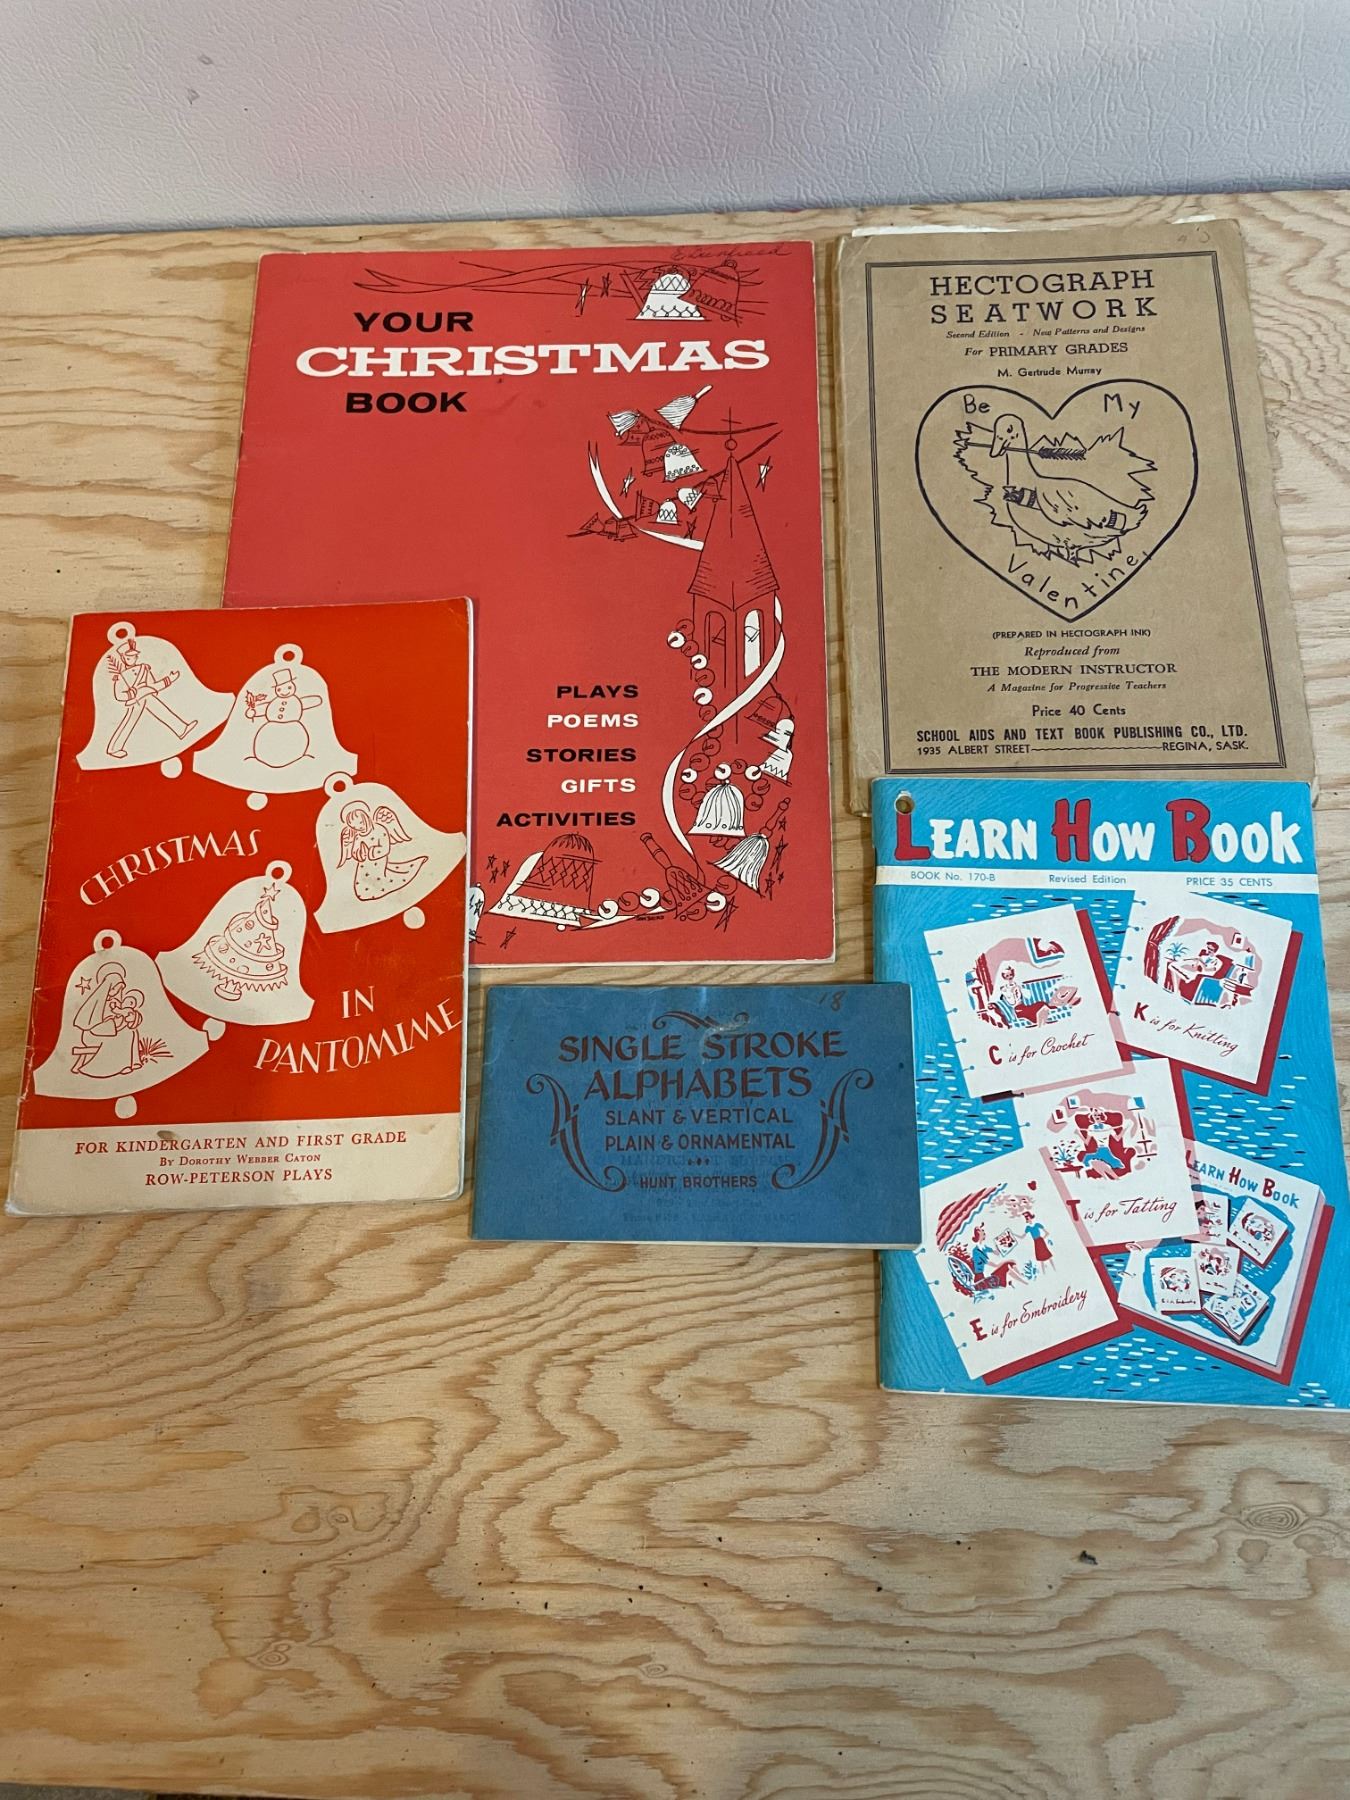 YOUR
CHRISTMAS
BOOK
PLAYS
POEMS
STORIES
GIFTS
ACTIVITIES
HECTOGRAPH
SEATWORK
Second Edition - New Patterns and Designs
For PRIMARY GRADES
M. Gertrude Murray
Be My
Valentine.
(PREPARED IN HECTOGRAPH INK)
Reproduced from
THE MODERN INSTRUCTOR
A Magazine for Progressive Teachers
Price 40 Cents
SCHOOL AIDS AND TEXT BOOK PUBLISHING CO., LTD.
1935 ALBERT STREET REGINA, SASK.
CHRISTMAS
IN
PANTOMIME
FOR KINDERGARTEN AND FIRST GRADE
BY DOROTHY WEBBER CATON
ROW-PETERSON PLAYS
18
SINGLE STROKE
ALPHABETS
SLANT & VERTICAL
PLAIN & ORNAMENTAL
HUNT BROTHERS
LEARN HOW BOOK
BOOK No. 170-B Revised Edition PRICE 35 CENTS
C is for Crochet
K is for Knitting
T is for Tatting
E is for Embroidery
LEARN HOW BOOK